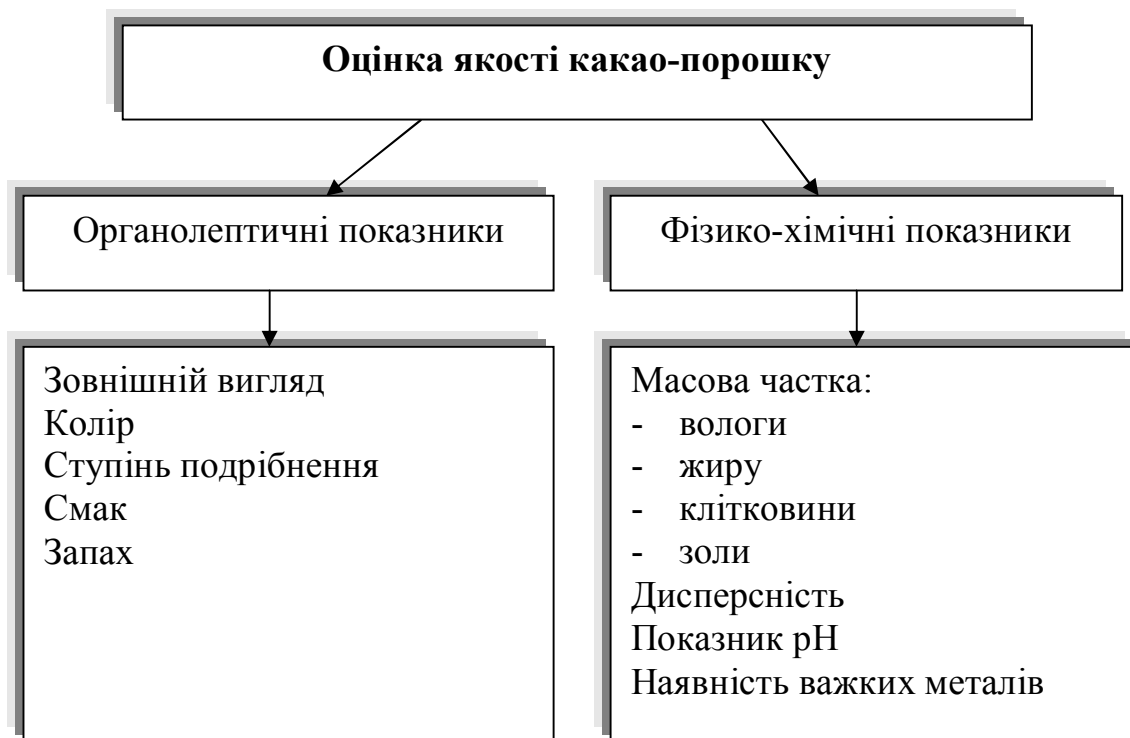 Оцінка якості какао-порошку
Органолептичні показники
Фізико-хімічні показники
Зовнішній вигляд
Колір
Ступінь подрібнення
Смак
Запах
Масова частка:
- вологи
- жиру
- клітковини
- золи
Дисперсність
Показник рН
Наявність важких металів